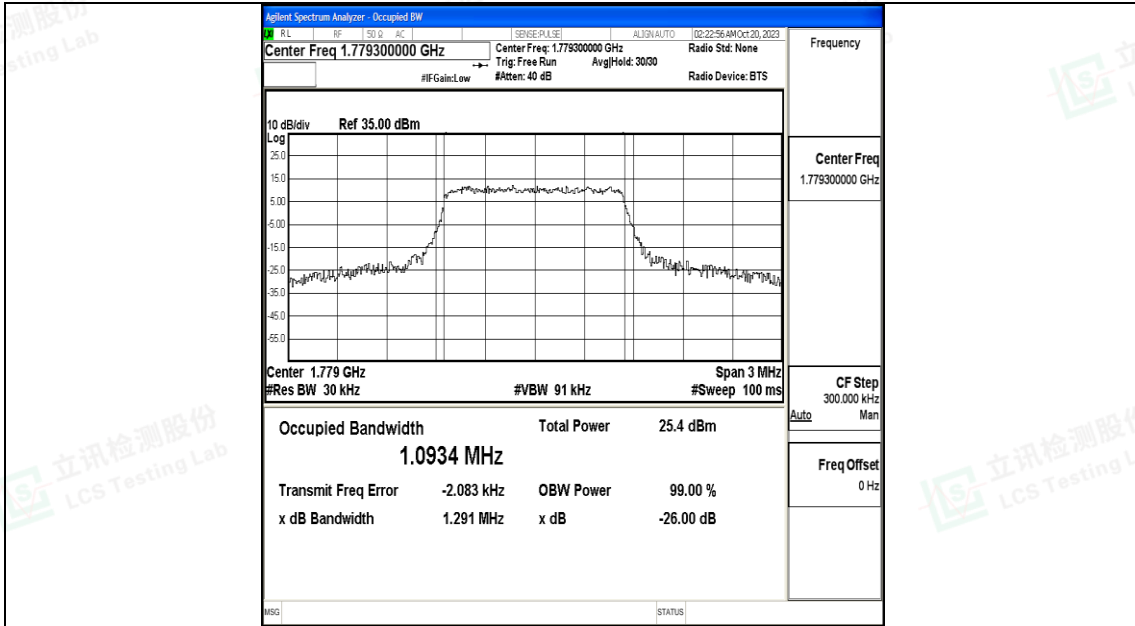 Agilent Spectrum Analyzer - Occupied BW
RL RF 50 Ω AC SENSE:PULSE ALIGN AUTO 02:22:56 AM Oct 20, 2023
Center Freq 1.779300000 GHz
Center Freq: 1.779300000 GHz
Radio Std: None
Trig: Free Run Avg|Hold: 30/30
#IFGain:Low
#Atten: 40 dB
Radio Device: BTS
Frequency
10 dB/div Ref 35.00 dBm
Log
25.0
15.0
5.00
-5.00
-15.0
-25.0
-35.0
-45.0
-55.0
Center 1.779 GHz
Span 3 MHz
#Res BW 30 kHz
#VBW 91 kHz
#Sweep 100 ms
Occupied Bandwidth
Total Power 25.4 dBm
1.0934 MHz
Transmit Freq Error -2.083 kHz
OBW Power 99.00 %
x dB Bandwidth 1.291 MHz
x dB -26.00 dB
Center Freq
1.779300000 GHz
CF Step
300.000 kHz
Auto Man
Freq Offset
0 Hz
MSG
STATUS
立讯检测股份
LCS Testing Lab
立讯检测股份